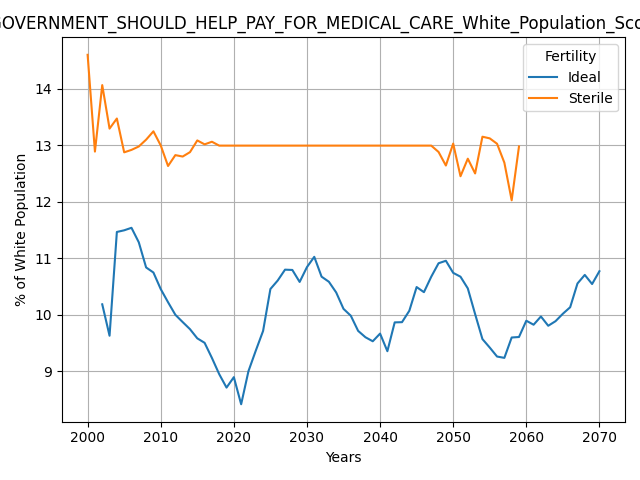 GOVERNMENT_SHOULD_HELP_PAY_FOR_MEDICAL_CARE_White_Population_Sco
Fertility
Ideal
Sterile
% of White Population
14
13
12
11
10
9
2000 2010 2020 2030 2040 2050 2060 2070
Years